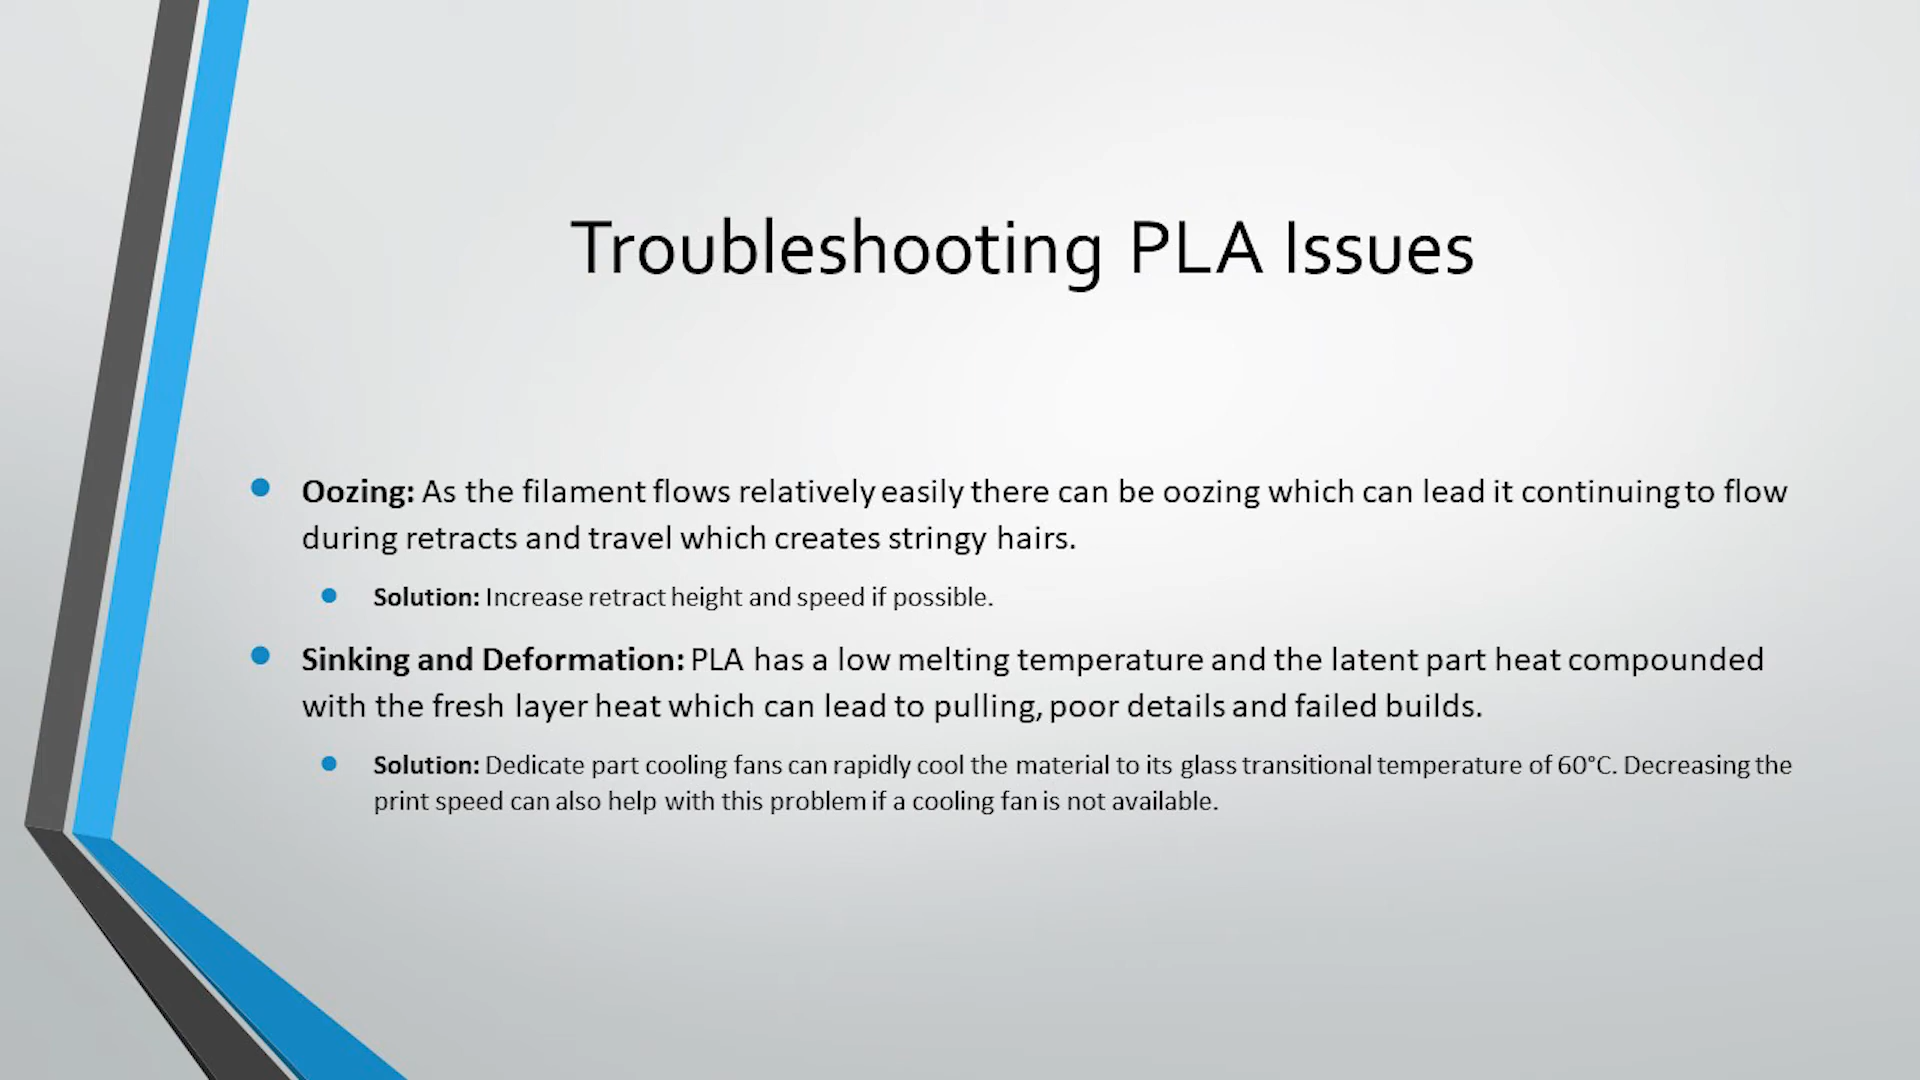 Troubleshooting PLA Issues
Oozing: As the filament flows relatively easily there can be oozing which can lead it continuing to flow
during retracts and travel which creates stringy hairs.
Solution: Increase retract height and speed if possible.
Sinking and Deformation: PLA has a low melting temperature and the latent part heat compounded
with the fresh layer heat which can lead to pulling, poor details and failed builds.
Solution: Dedicate part cooling fans can rapidly cool the material to its glass transitional temperature of 60°C. Decreasing the
print speed can also help with this problem if a cooling fan is not available.